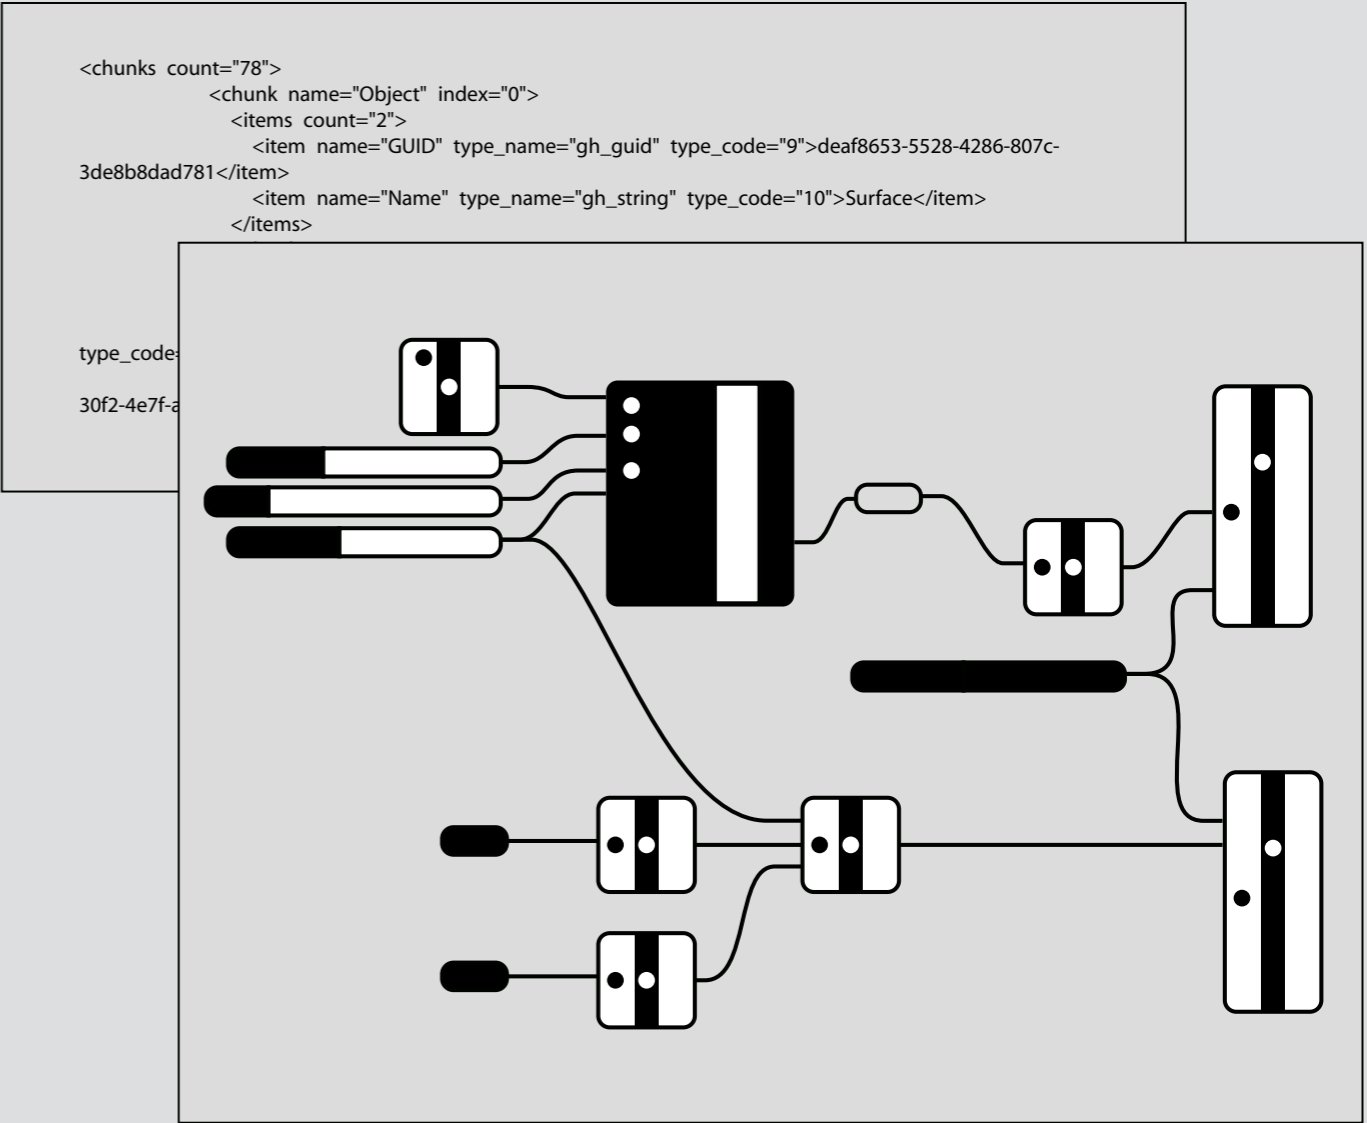 <chunks count="78">
<chunk name="Object" index="0">
<items count="2">
<item name="GUID" type_name="gh_guid" type_code="9">deaf8653-5528-4286-807c-
3de8b8dad781</item>
<item name="Name" type_name="gh_string" type_code="10">Surface</item>
</items>
type_code=
30f2-4e7f-a